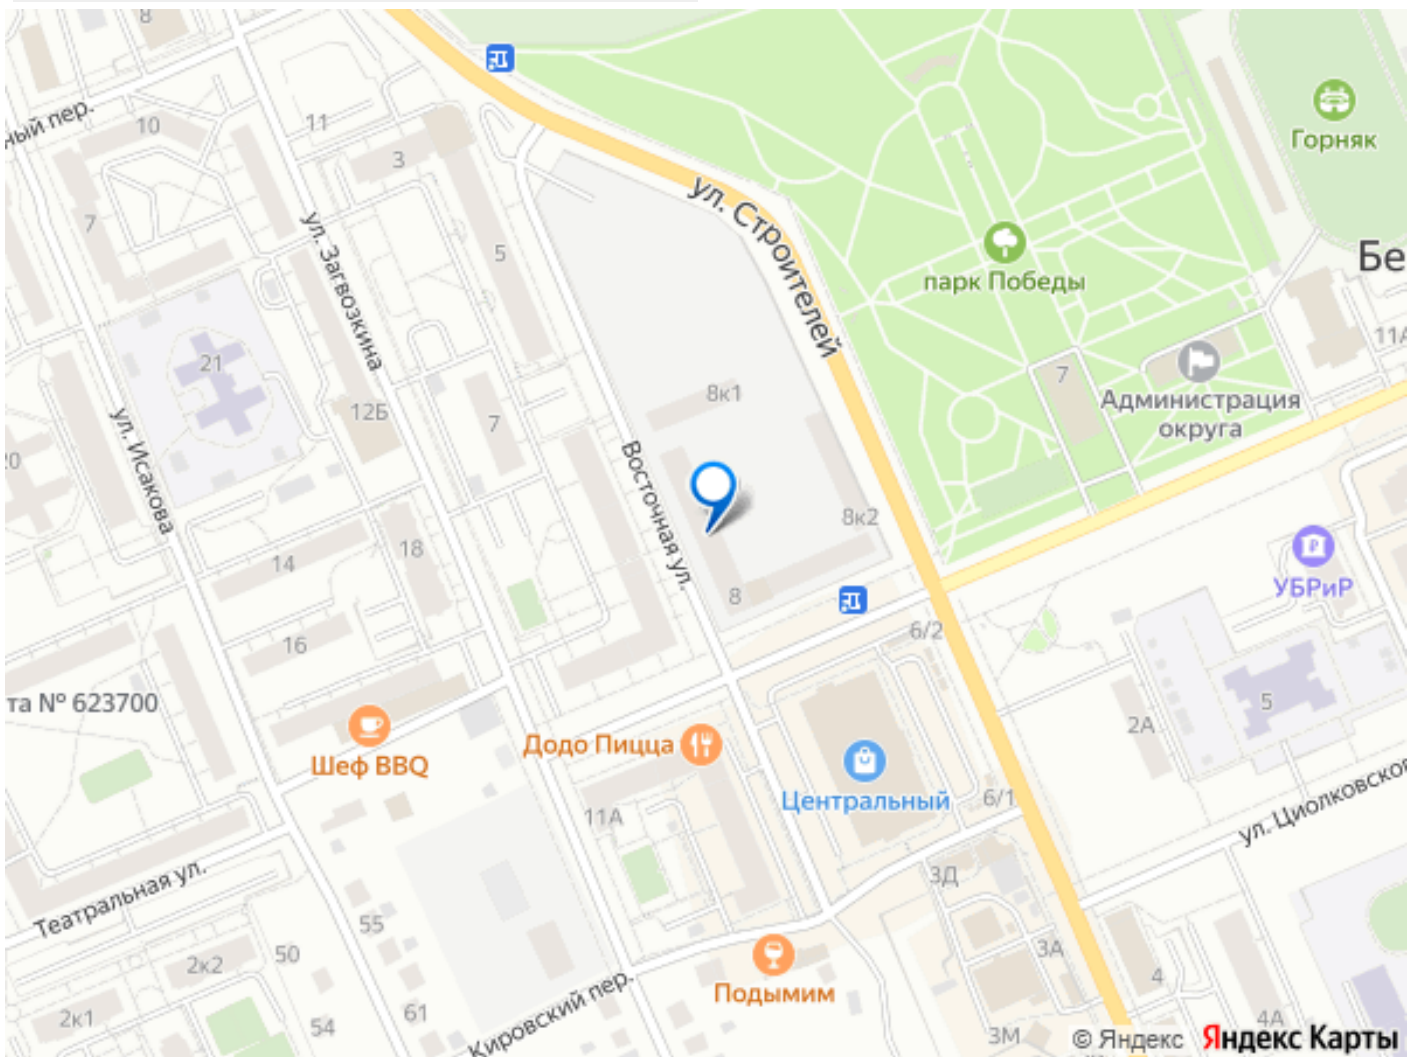 8
ный пер.
10
11
3
7
5
ул. Загвозкина
ул. Строителей
Горняк
парк Победы
Бе
11А
21
12Б
7
8к1
7
Администрация
округа
20
ул. Исакова
Восточная ул.
8к2
14
18
8
16
УБРиР
6/2
та № 623700
Шеф BBQ
Додо Пицца
2А
5
Центральный
6/1
11А
ул. Циолковског
3Д
Театральная ул.
55
50
2к2
3А
4
Подымим
2к1
54
61
Кировский пер.
3М
4А
© Яндекс Яндекс Карты